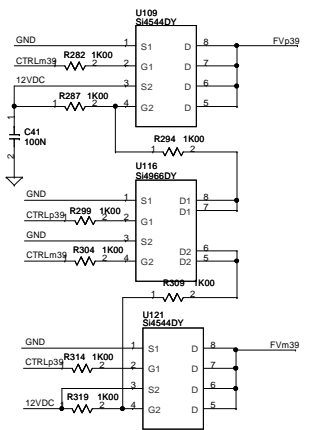 U109
Si4544DY
GND 1 S1 D 8 FVp39
CTRLm39 1 R282 1K00 2 2 G1 D 7
12VDC 3 S2 D 6
1 R287 1K00 2 4 G2 D 5
1
C41
100N
2
R294 1K00
1 2
U116
Si4966DY
GND 1 S1 D1 8
D1 7
CTRLp39 1 R299 1K00 2 2 G1
GND 3 S2 D2 6
CTRLm39 1 R304 1K00 2 4 G2 D2 5
R309 1K00
1 2
U121
Si4544DY
GND 1 S1 D 8 FVm39
CTRLp39 1 R314 1K00 2 2 G1 D 7
3 S2 D 6
12VDC 1 R319 1K00 2 4 G2 D 5